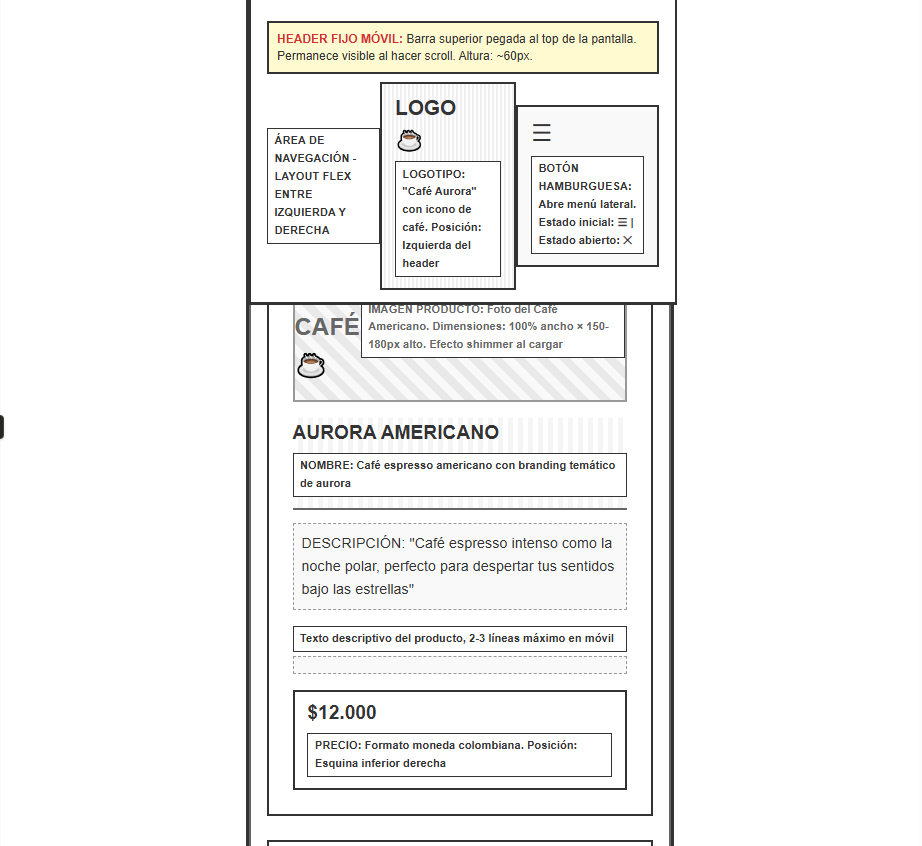 HEADER FIJO MÓVIL: Barra superior pegada al top de la pantalla.
Permanece visible al hacer scroll. Altura: ~60px.
ÁREA DE
NAVEGACIÓN -
LAYOUT FLEX
ENTRE
IZQUIERDA Y
DERECHA
LOGO
LOGOTIPO:
"Café Aurora"
con icono de
café. Posición:
Izquierda del
header
☰
BOTÓN
HAMBURGUESA:
Abre menú lateral.
Estado inicial: ☰ |
Estado abierto: ✕
CAFÉ
IMAGEN PRODUCTO: Foto del Café
Americano. Dimensiones: 100% ancho × 150-
180px alto. Efecto shimmer al cargar
AURORA AMERICANO
NOMBRE: Café espresso americano con branding temático
de aurora
DESCRIPCIÓN: "Café espresso intenso como la
noche polar, perfecto para despertar tus sentidos
bajo las estrellas"
Texto descriptivo del producto, 2-3 líneas máximo en móvil
$12.000
PRECIO: Formato moneda colombiana. Posición:
Esquina inferior derecha